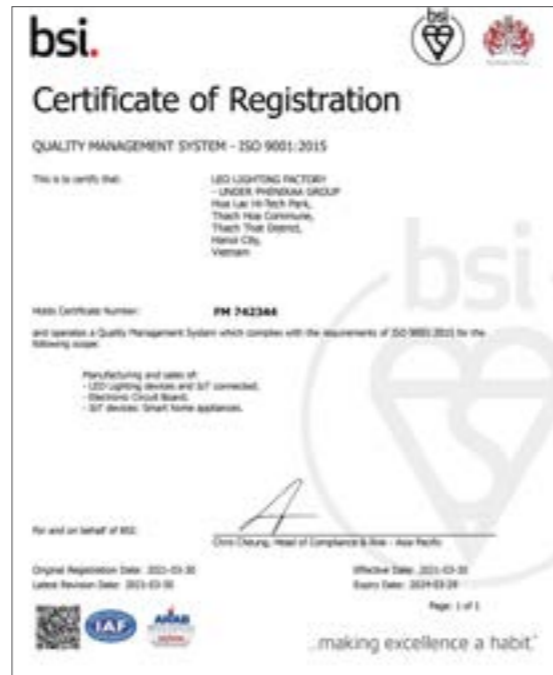 bsi.
bsi
Certificate of Registration
QUALITY MANAGEMENT SYSTEM - ISO 9001:2015
This is to certify that:
LED LIGHTING FACTORY
- UNDER PHENIKAA GROUP
Hoa Lac Hi-Tech Park,
Thach Hoa Commune,
Thach That District,
Hanoi City,
Vietnam
bsi
Holds Certificate Number:
FM 742344
and operates a Quality Management System which complies with the requirements of ISO 9001:2015 for the
following scope:
Manufacturing and sales of:
- LED Lighting devices and IoT connected.
- Electronic Circuit Board.
- IoT devices: Smart home appliances.
For and on behalf of BSI:
Chris Cheung, Head of Compliance & Risk - Asia Pacific
Original Registration Date: 2021-03-30
Effective Date: 2021-03-30
Latest Revision Date: 2021-03-30
Expiry Date: 2024-03-29
Page: 1 of 1
IAF
ANAB
...making excellence a habit.